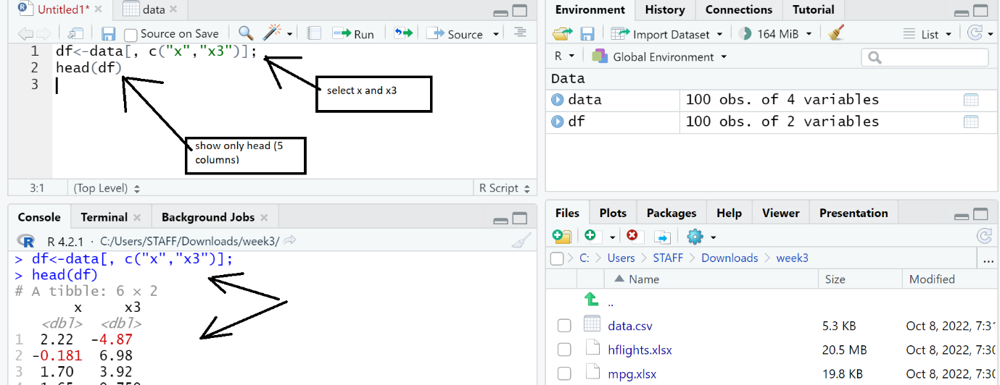 Untitled1* ×
data ×
Source on Save
Run
Source
1 df<-data[, c("x","x3")];
2 head(df)
3
select x and x3
show only head (5
columns)
3:1 (Top Level) R Script
Console Terminal × Background Jobs ×
R 4.2.1 · C:/Users/STAFF/Downloads/week3/
> df<-data[, c("x","x3")];
> head(df)
# A tibble: 6 × 2
x x3
<dbl> <dbl>
1 2.22 -4.87
2 -0.181 6.98
3 1.70 3.92
Environment History Connections Tutorial
Import Dataset 164 MiB List
R Global Environment
Data
data 100 obs. of 4 variables
df 100 obs. of 2 variables
Files Plots Packages Help Viewer Presentation
C: > Users > STAFF > Downloads > week3 ...
Name Size Modified
..
data.csv 5.3 KB Oct 8, 2022, 7:31
hflights.xlsx 20.5 MB Oct 8, 2022, 7:30
mpg.xlsx 19.8 KB Oct 8, 2022, 7:30